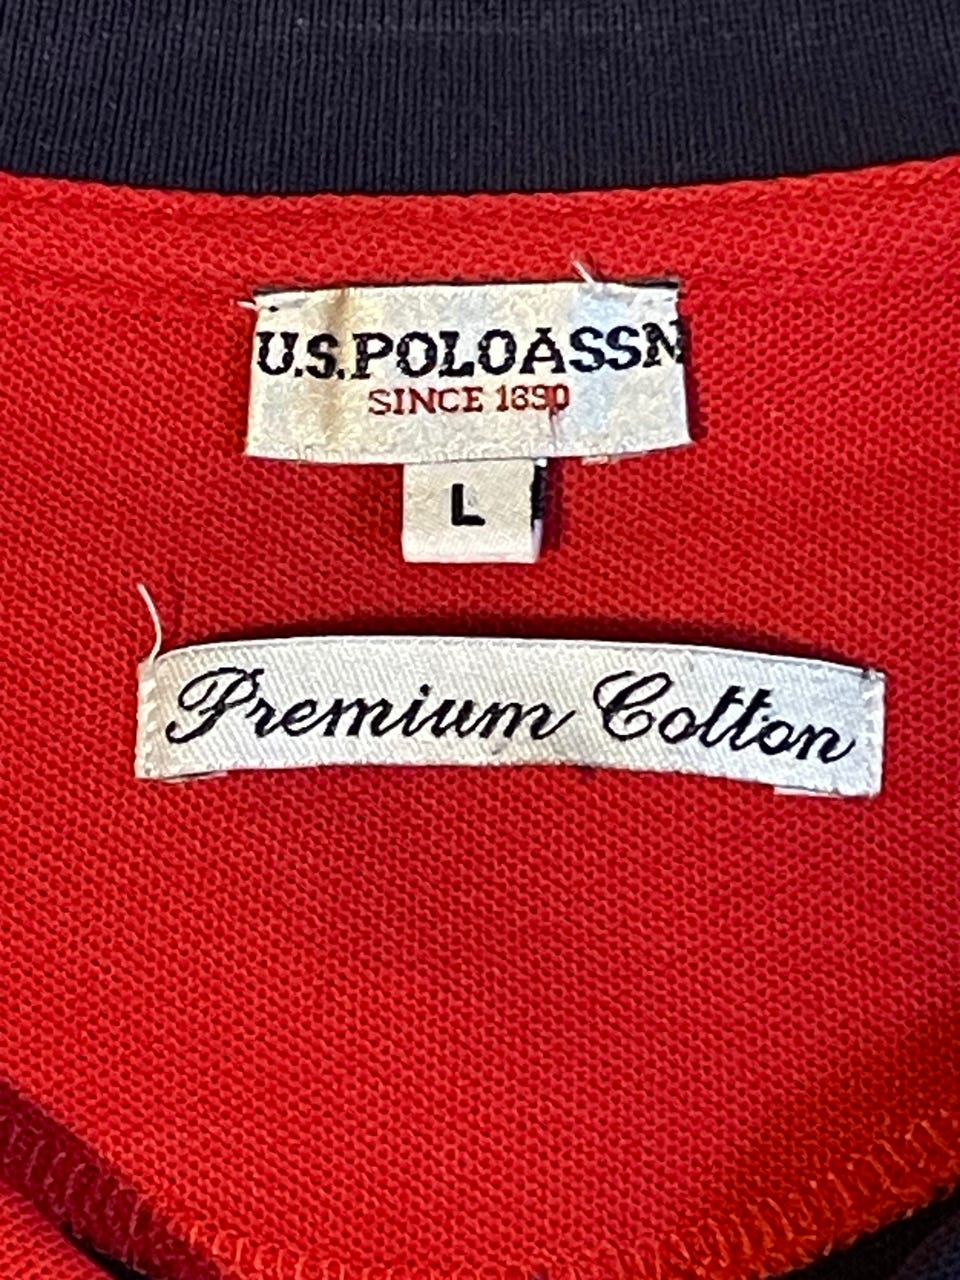 U.S.POLOASSN
SINCE 1890
L
Premium Cotton